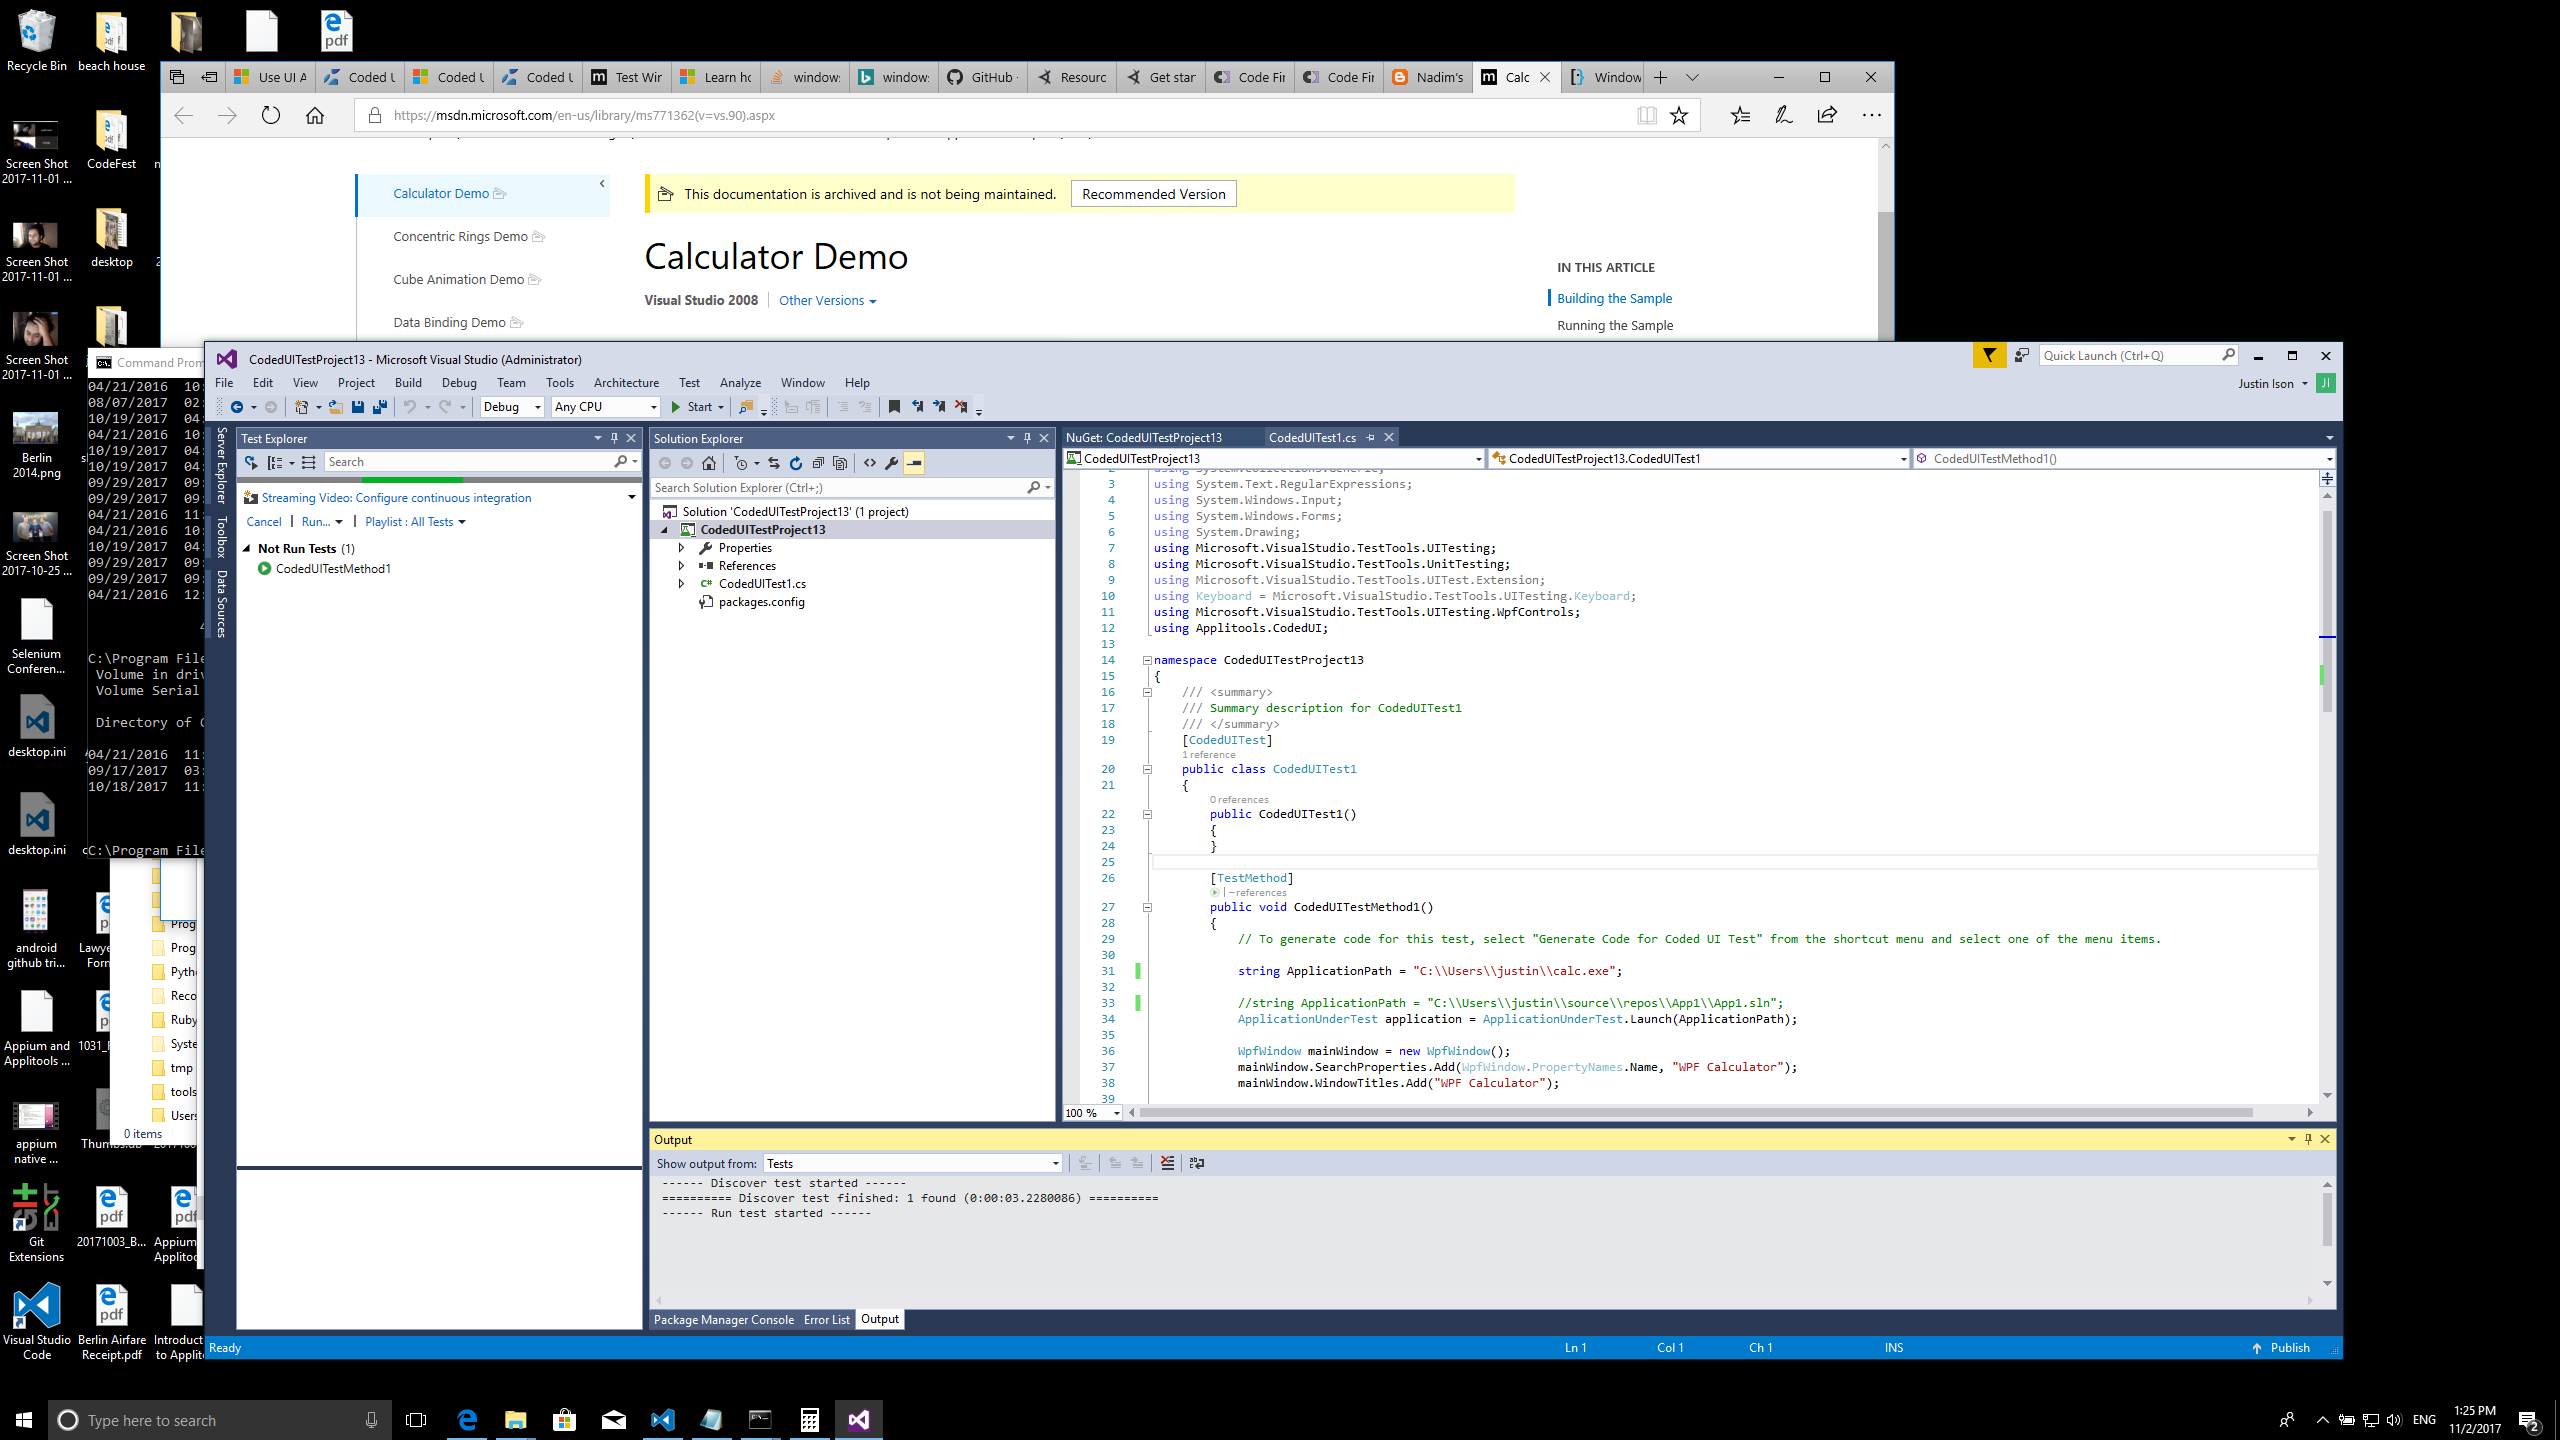 Recycle Bin
beach house
Screen Shot
2017-11-01 ...
CodeFest
Screen Shot
2017-11-01 ...
desktop
Screen Shot
2017-11-01 ...
Berlin
2014.png
Screen Shot
2017-10-25 ...
Selenium
Conferen...
desktop.ini
desktop.ini
android
github tri...
Lawye
Forn
Appium and
Applitools ...
1031_F
appium
native ...
Git
Extensions
20171003_B...
Appium
Applitoo
Visual Studio
Code
Berlin Airfare
Receipt.pdf
Introduct
to Applit
Use UI A
Coded U
Coded U
Coded U
Test Wir
Learn ho
window:
window:
GitHub
Resourc
Get star
Code Fir
Code Fir
Nadim's
Calc
Window
https://msdn.microsoft.com/en-us/library/ms771362(v=vs.90).aspx
Calculator Demo
Concentric Rings Demo
Cube Animation Demo
Data Binding Demo
This documentation is archived and is not being maintained.
Recommended Version
Calculator Demo
Visual Studio 2008
Other Versions
IN THIS ARTICLE
Building the Sample
Running the Sample
Command Prom
04/21/2016 10:
08/07/2017 02:
10/19/2017 04:
04/21/2016 10:
10/19/2017 04:
10/19/2017 04:
09/29/2017 09:
09/29/2017 09:
04/21/2016 11:
04/21/2016 10:
10/19/2017 04:
09/29/2017 09:
09/29/2017 09:
04/21/2016 12:
C:\Program File
Volume in driv
Volume Serial
Directory of C
04/21/2016 11:
09/17/2017 03:
10/18/2017 11:
C:\Program File
Prog
Prog
Pyth
Reco
Ruby
Syste
tmp
tools
Users
0 items
CodedUITestProject13 - Microsoft Visual Studio (Administrator)
Quick Launch (Ctrl+Q)
File Edit View Project Build Debug Team Tools Architecture Test Analyze Window Help
Justin Ison
JI
Debug
Any CPU
Start
Server Explorer
Toolbox
Data Sources
Test Explorer
Search
Streaming Video: Configure continuous integration
Cancel | Run... | Playlist : All Tests
Not Run Tests (1)
CodedUITestMethod1
Solution Explorer
Search Solution Explorer (Ctrl+;)
Solution 'CodedUITestProject13' (1 project)
CodedUITestProject13
Properties
References
CodedUITest1.cs
packages.config
NuGet: CodedUITestProject13
CodedUITest1.cs
CodedUITestProject13
CodedUITestProject13.CodedUITest1
CodedUITestMethod1()
2 using System.Collections.Generic;
3 using System.Text.RegularExpressions;
4 using System.Windows.Input;
5 using System.Windows.Forms;
6 using System.Drawing;
7 using Microsoft.VisualStudio.TestTools.UITesting;
8 using Microsoft.VisualStudio.TestTools.UnitTesting;
9 using Microsoft.VisualStudio.TestTools.UITest.Extension;
10 using Keyboard = Microsoft.VisualStudio.TestTools.UITesting.Keyboard;
11 using Microsoft.VisualStudio.TestTools.UITesting.WpfControls;
12 using Applitools.CodedUI;
13
14 namespace CodedUITestProject13
15 {
16 /// <summary>
17 /// Summary description for CodedUITest1
18 /// </summary>
19 [CodedUITest]
1 reference
20 public class CodedUITest1
21 {
0 references
22 public CodedUITest1()
23 {
24 }
25
26 [TestMethod]
| – references
27 public void CodedUITestMethod1()
28 {
29 // To generate code for this test, select "Generate Code for Coded UI Test" from the shortcut menu and select one of the menu items.
30
31 string ApplicationPath = "C:\\Users\\justin\\calc.exe";
32
33 //string ApplicationPath = "C:\\Users\\justin\\source\\repos\\App1\\App1.sln";
34 ApplicationUnderTest application = ApplicationUnderTest.Launch(ApplicationPath);
35
36 WpfWindow mainWindow = new WpfWindow();
37 mainWindow.SearchProperties.Add(WpfWindow.PropertyNames.Name, "WPF Calculator");
38 mainWindow.WindowTitles.Add("WPF Calculator");
39
100 %
Output
Show output from: Tests
------ Discover test started ------
========== Discover test finished: 1 found (0:00:03.2280086) ==========
------ Run test started ------
Package Manager Console Error List Output
Ready
Ln 1 Col 1 Ch 1 INS
Publish
Type here to search
ENG
1:25 PM
11/2/2017
2